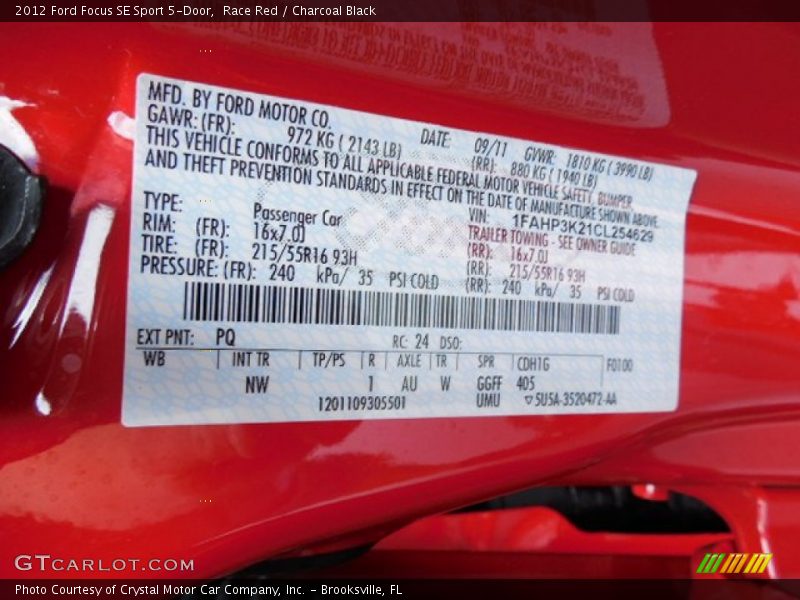 2012 Ford Focus SE Sport 5-Door, Race Red / Charcoal Black
MFD. BY FORD MOTOR CO.
DATE: 09/11 GVWR: 1810 KG ( 3990 LB)
GAWR: (FR): 972 KG ( 2143 LB) (RR): 880 KG ( 1940 LB)
THIS VEHICLE CONFORMS TO ALL APPLICABLE FEDERAL MOTOR VEHICLE SAFETY, BUMPER
AND THEFT PREVENTION STANDARDS IN EFFECT ON THE DATE OF MANUFACTURE SHOWN ABOVE.
VIN: 1FAHP3K21CL254629
TYPE: Passenger Car TRAILER TOWING - SEE OWNER GUIDE
RIM: (FR): 16x7.0J (RR): 16x7.0J
TIRE: (FR): 215/55R16 93H (RR): 215/55R16 93H
PRESSURE: (FR): 240 kPa/ 35 PSI COLD (RR): 240 kPa/ 35 PSI COLD
EXT PNT: PQ RC: 24 DSO:
WB INT TR TP/PS R AXLE TR SPR CDH1G F0100
NW 1 AU W GGFF 405
1201109305501 UMU ▽5U5A-3520472-AA
GTCARLOT.COM
Photo Courtesy of Crystal Motor Car Company, Inc. - Brooksville, FL